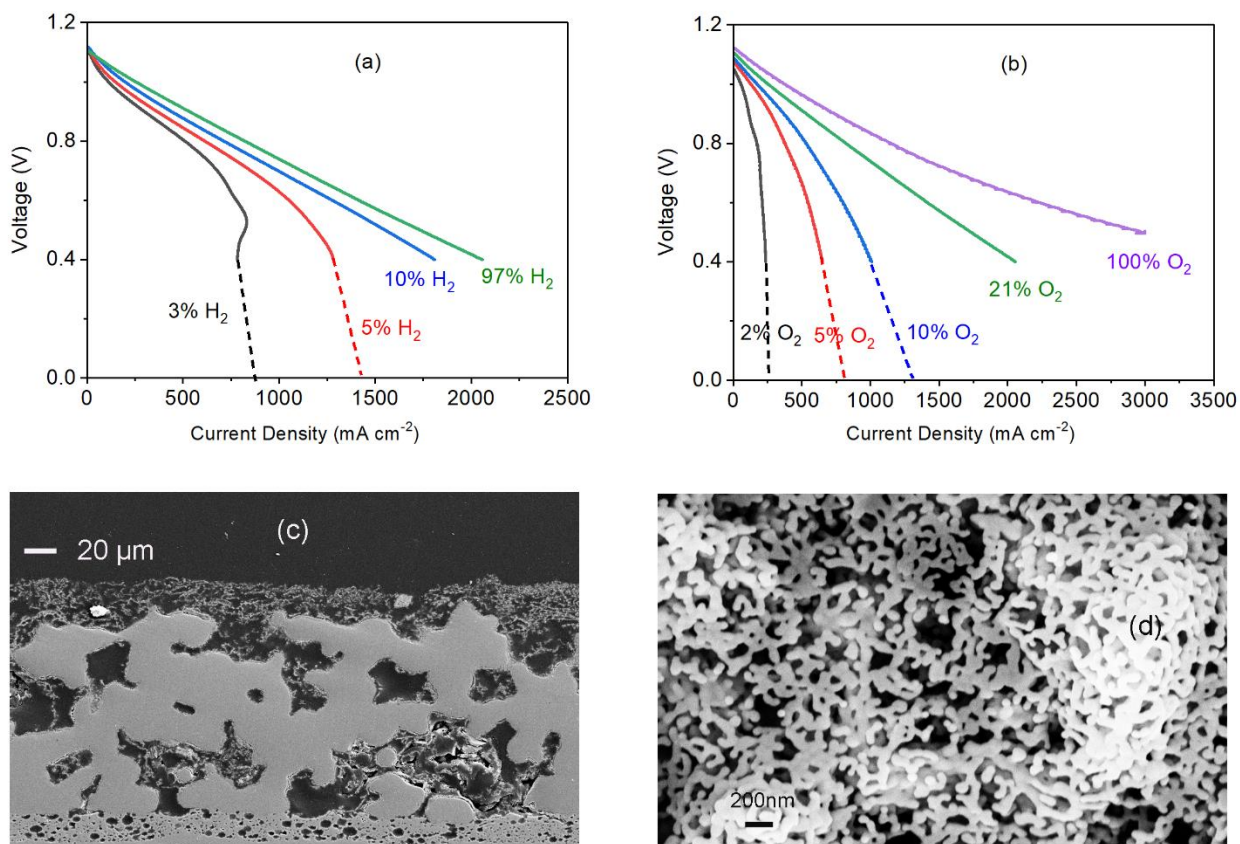 (a)
1.2
0.8
0.4
0.0
Voltage (V)
3% H₂
5% H₂
10% H₂
97% H₂
0 500 1000 1500 2000 2500
Current Density (mA cm⁻²)
(b)
1.2
0.8
0.4
0.0
Voltage (V)
2% O₂
5% O₂
10% O₂
21% O₂
100% O₂
0 500 1000 1500 2000 2500 3000 3500
Current Density (mA cm⁻²)
(c)
20 μm
(d)
200nm